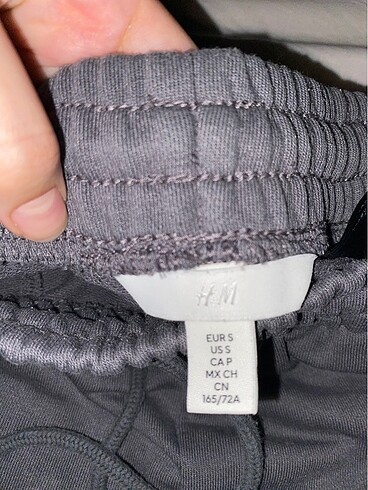 H&M
EUR S
US S
CA P
MX CH
CN
165/72A